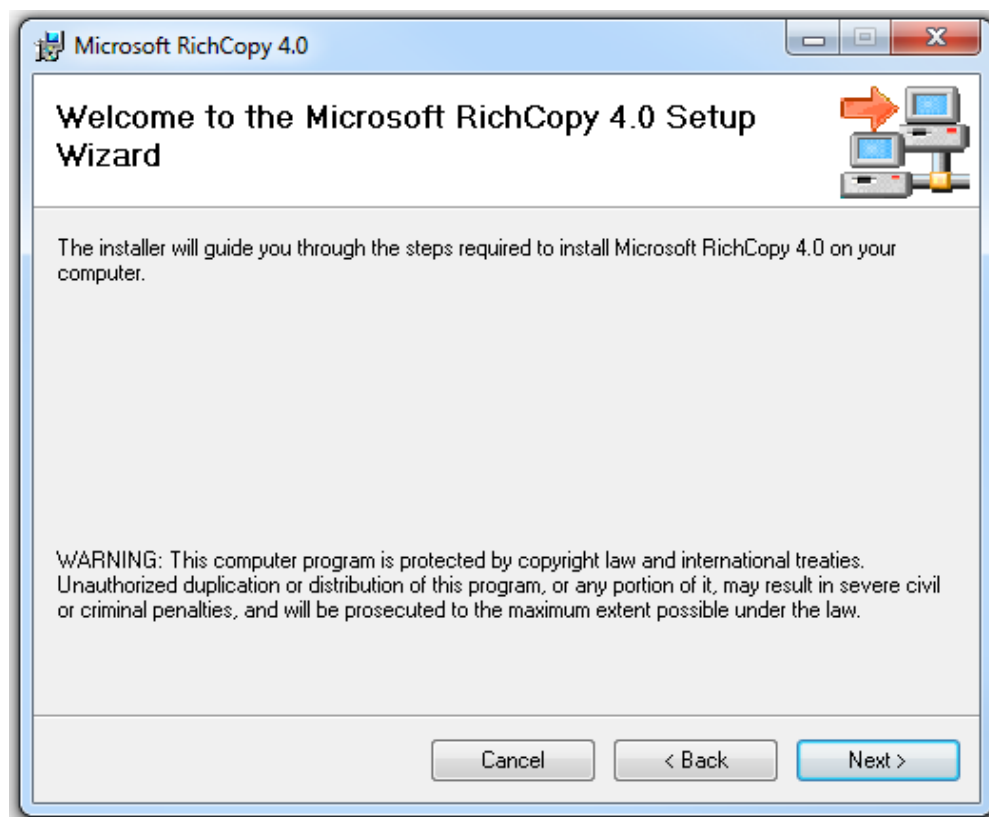 Microsoft RichCopy 4.0
Welcome to the Microsoft RichCopy 4.0 Setup
Wizard
The installer will guide you through the steps required to install Microsoft RichCopy 4.0 on your
computer.
WARNING: This computer program is protected by copyright law and international treaties.
Unauthorized duplication or distribution of this program, or any portion of it, may result in severe civil
or criminal penalties, and will be prosecuted to the maximum extent possible under the law.
Cancel < Back Next >